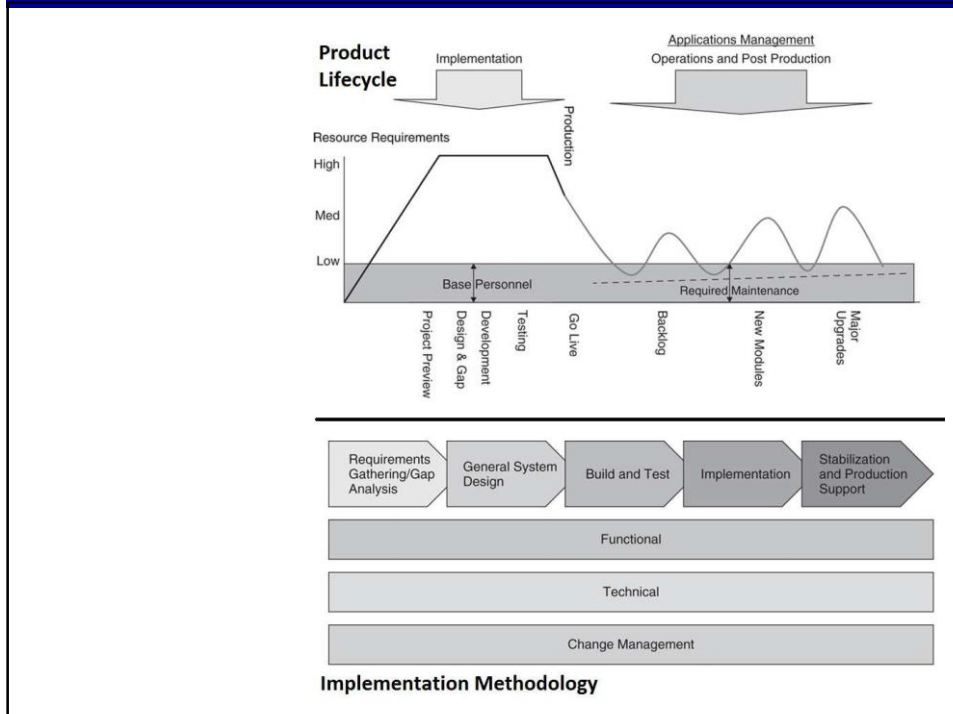 Product
Lifecycle
Implementation
Applications Management
Operations and Post Production
Production
Resource Requirements
High
Med
Low
Base Personnel
Required Maintenance
Project Preview
Design & Gap
Development
Testing
Go Live
Backlog
New Modules
Major
Upgrades
Requirements
Gathering/Gap
Analysis
General System
Design
Build and Test
Implementation
Stabilization
and Production
Support
Functional
Technical
Change Management
Implementation Methodology